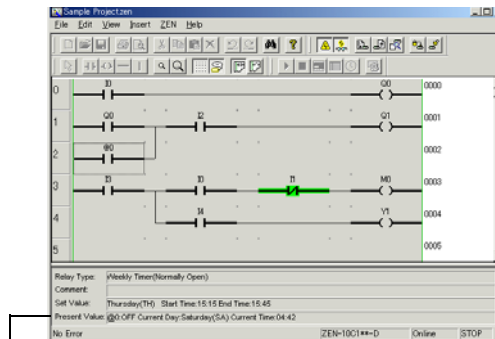 Sample Project.zen
File Edit View Insert ZEN Help
0 I0 Q0 0000
1 Q0 I2 Q1 0001
2 @0 0002
3 I3 I0 I1 M0 0003
4 I4 Y1 0004
5 0005
Relay Type: Weekly Timer(Normally Open)
Comment:
Set Value: Thursday(TH) Start Time:15:15 End Time:15:45
Present Value: @0:OFF Current Day:Saturday(SA) Current Time:04:42
No Error ZEN-10C1**-D Online STOP